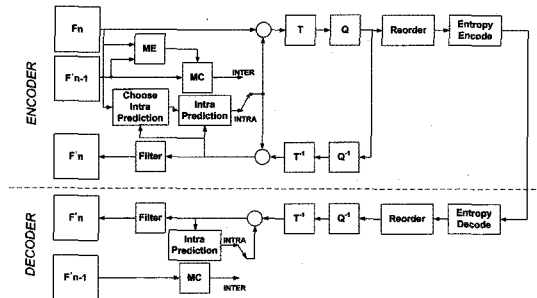 ENCODER
Fn
ME
T
Q
Reorder
Entropy
Encode
F'n-1
MC
INTER
Choose
Intra
Prediction
Intra
Prediction
INTRA
F'n
Filter
T⁻¹
Q⁻¹
DECODER
F'n
Filter
T⁻¹
Q⁻¹
Reorder
Entropy
Decode
Intra
Prediction
INTRA
F'n-1
MC
INTER